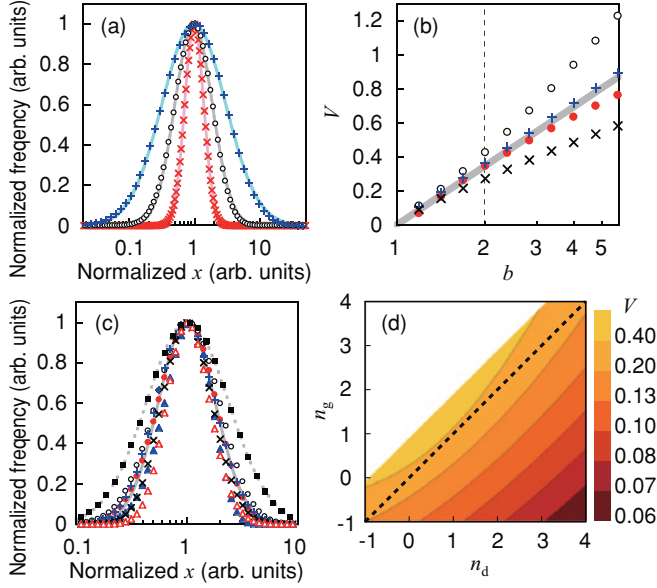 (a)
Normalized freqency (arb. units)
1
0.8
0.6
0.4
0.2
0
0.1 1 10
Normalized x (arb. units)
(b)
V
1.2
1
0.8
0.6
0.4
0.2
0
1 2 3 4 5
b
(c)
Normalized freqency (arb. units)
1
0.8
0.6
0.4
0.2
0
0.1 1 10
Normalized x (arb. units)
(d)
n_g
4
3
2
1
0
-1
-1 0 1 2 3 4
n_d
V
0.40
0.20
0.13
0.10
0.08
0.07
0.06